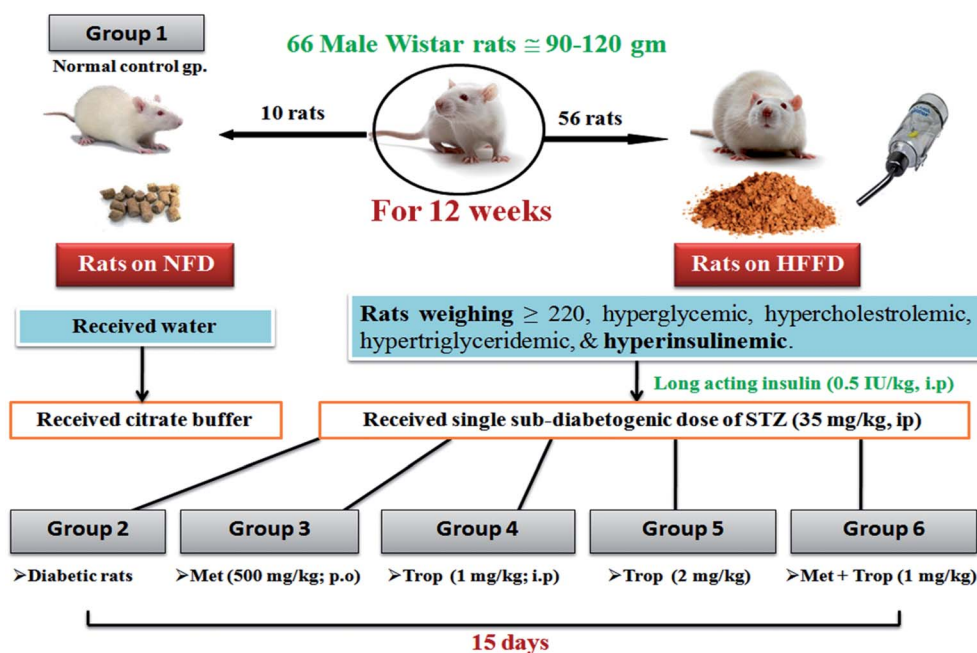 Group 1
Normal control gp.
66 Male Wistar rats ≅ 90-120 gm
10 rats
56 rats
For 12 weeks
Rats on NFD
Rats on HFFD
Received water
Rats weighing ≥ 220, hyperglycemic, hypercholestrolemic,
hypertriglyceridemic, & hyperinsulinemic.
Long acting insulin (0.5 IU/kg, i.p)
Received citrate buffer
Received single sub-diabetogenic dose of STZ (35 mg/kg, ip)
Group 2
Group 3
Group 4
Group 5
Group 6
➢Diabetic rats
➢Met (500 mg/kg; p.o)
➢Trop (1 mg/kg; i.p)
➢Trop (2 mg/kg)
➢Met + Trop (1 mg/kg)
15 days